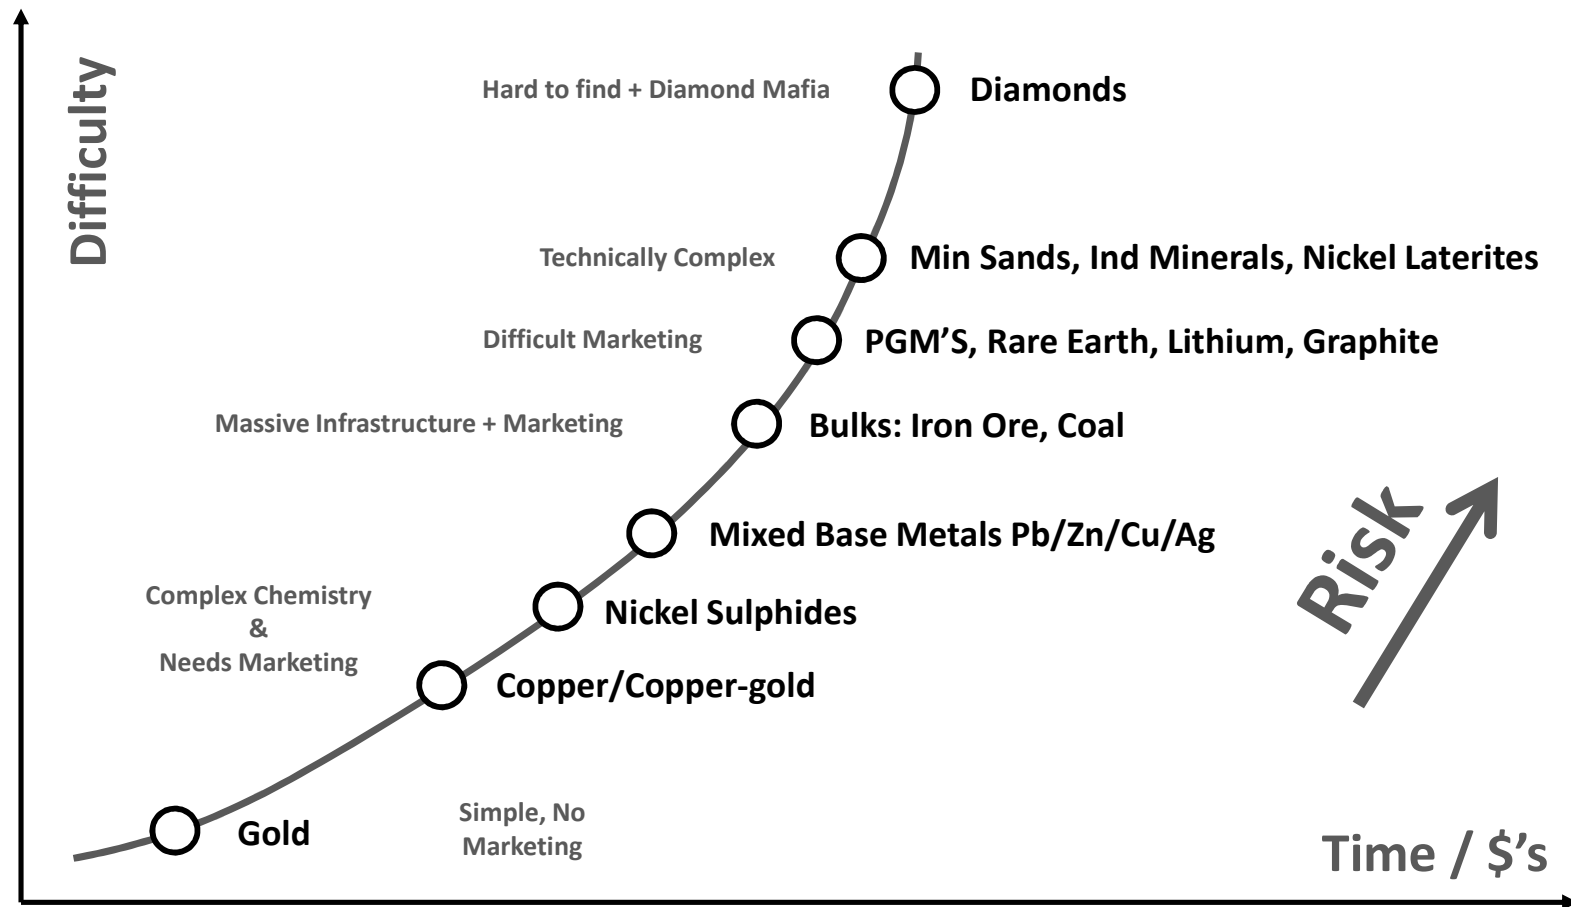 Difficulty
Hard to find + Diamond Mafia
Diamonds
Technically Complex
Min Sands, Ind Minerals, Nickel Laterites
Difficult Marketing
PGM’S, Rare Earth, Lithium, Graphite
Massive Infrastructure + Marketing
Bulks: Iron Ore, Coal
Mixed Base Metals Pb/Zn/Cu/Ag
Risk
Complex Chemistry
&
Needs Marketing
Nickel Sulphides
Copper/Copper-gold
Gold
Simple, No
Marketing
Time / $’s